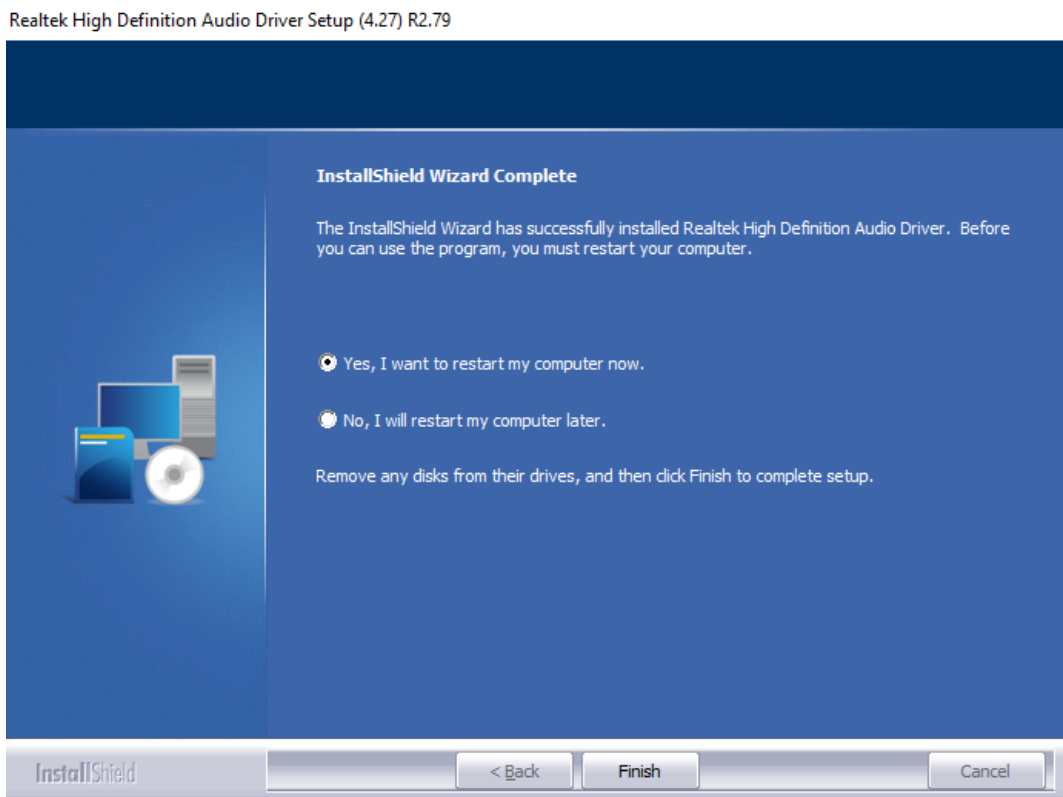 Realtek High Definition Audio Driver Setup (4.27) R2.79
InstallShield Wizard Complete
The InstallShield Wizard has successfully installed Realtek High Definition Audio Driver.  Before
you can use the program, you must restart your computer.
Yes, I want to restart my computer now.
No, I will restart my computer later.
Remove any disks from their drives, and then click Finish to complete setup.
InstallShield
< Back
Finish
Cancel